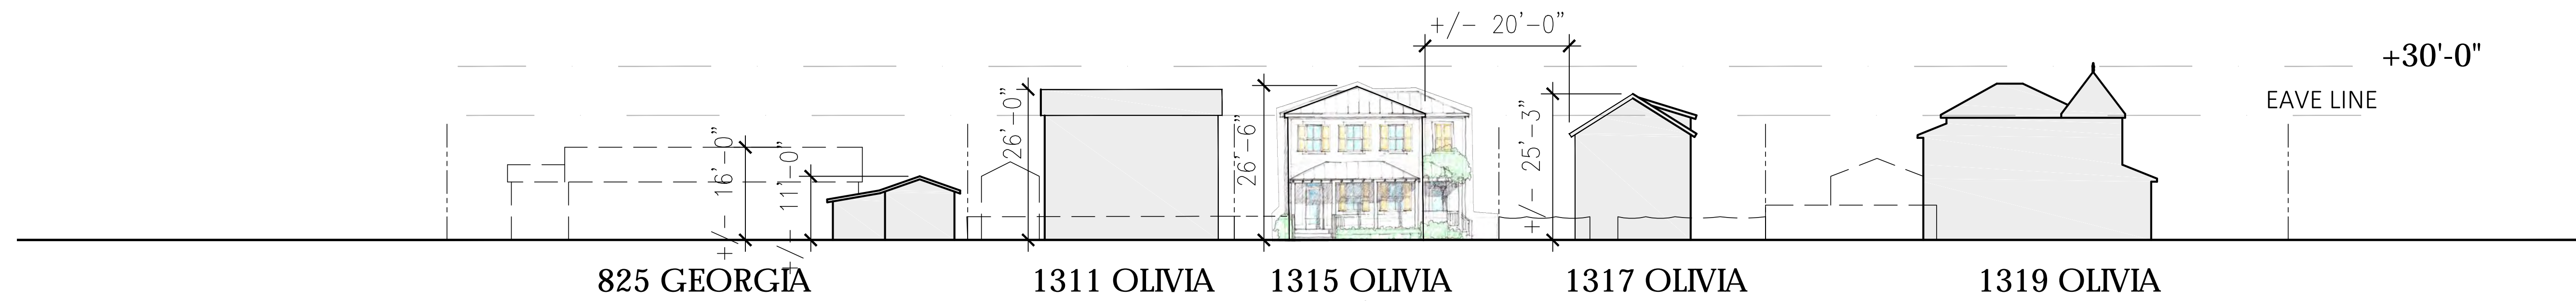 +/- 20'-0"
+30'-0"
EAVE LINE
+/- 16'-0"
+/- 11'-0"
26'-0"
26'-6"
+/- 25'-3"
825 GEORGIA
1311 OLIVIA
1315 OLIVIA
1317 OLIVIA
1319 OLIVIA